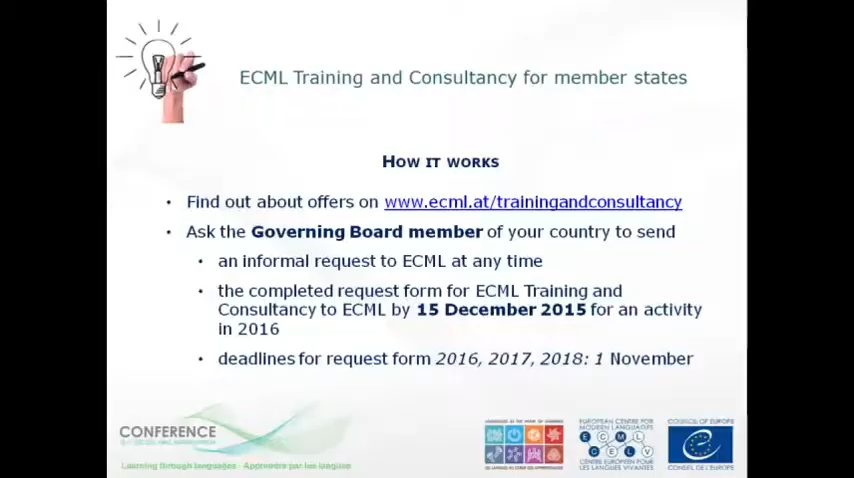 ECML Training and Consultancy for member states
HOW IT WORKS
• Find out about offers on www.ecml.at/trainingandconsultancy
• Ask the Governing Board member of your country to send
• an informal request to ECML at any time
• the completed request form for ECML Training and
Consultancy to ECML by 15 December 2015 for an activity
in 2016
• deadlines for request form 2016, 2017, 2018: 1 November
CONFERENCE
Learning through languages - Apprendre par les langues
EUROPEAN CENTRE FOR
MODERN LANGUAGES
ECML
CELV
CENTRE EUROPEEN POUR
LES LANGUES VIVANTES
COUNCIL OF EUROPE
CONSEIL DE L'EUROPE